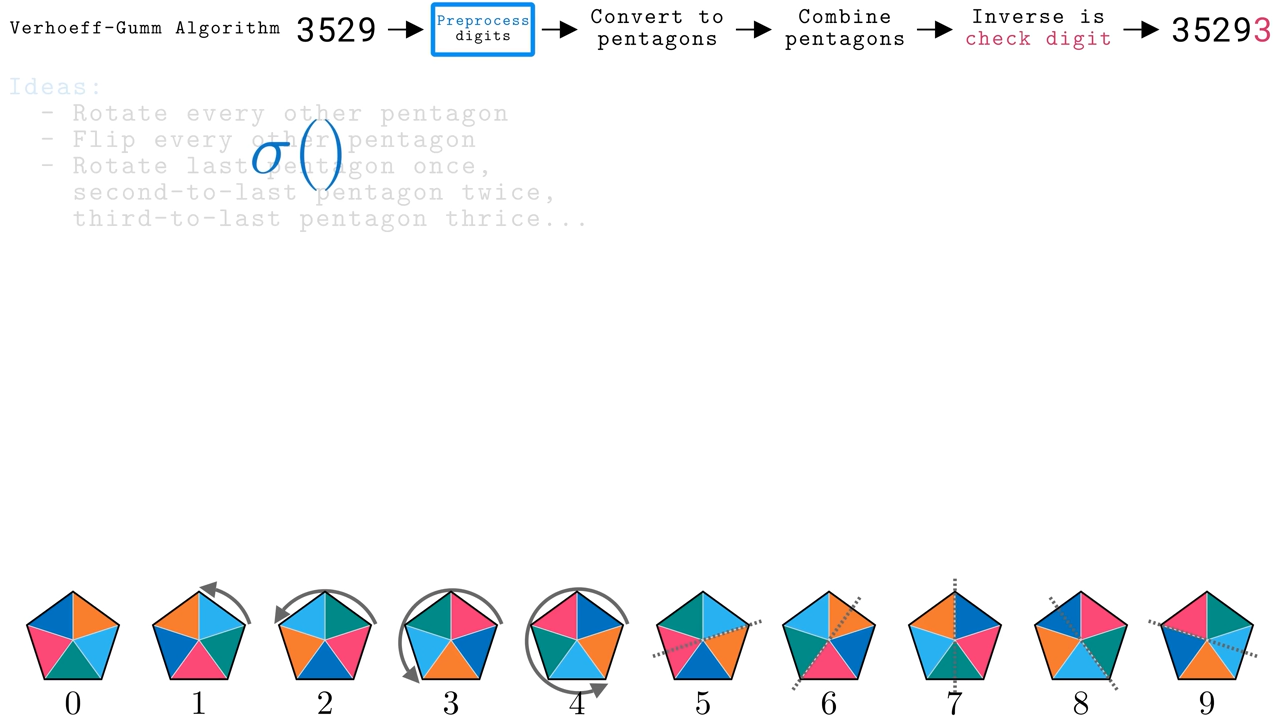 Verhoeff-Gumm Algorithm 3529 Preprocess digits Convert to pentagons Combine pentagons Inverse is check digit 35293
Ideas:
- Rotate every other pentagon
- Flip every other pentagon
σ()
- Rotate last pentagon once,
second-to-last pentagon twice,
third-to-last pentagon thrice...
0 1 2 3 4 5 6 7 8 9